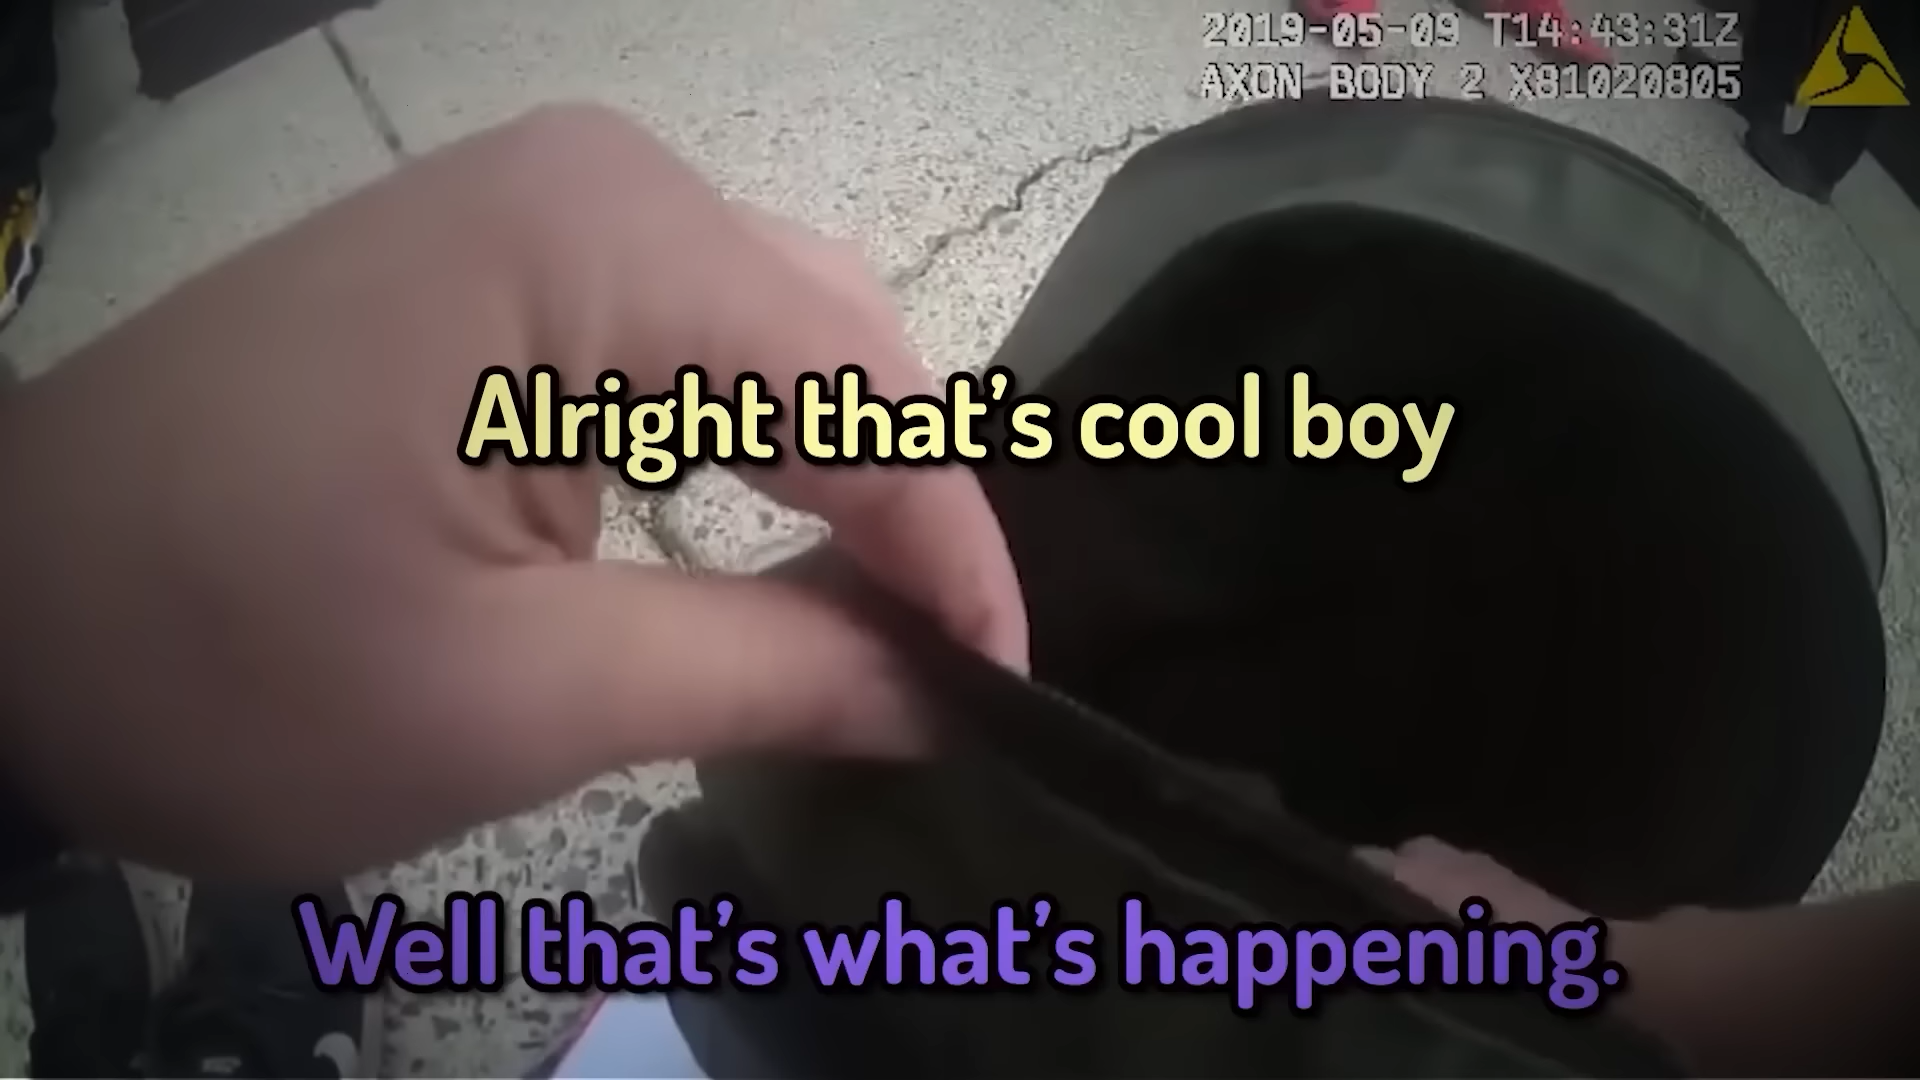 2019-05-09 T14:43:31Z
AXON BODY 2 X81020805
Alright that's cool boy
Well that's what's happening.